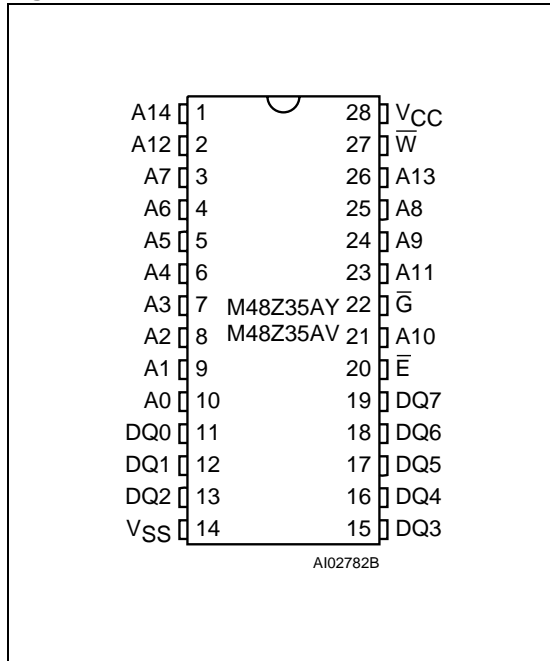 A14 1 28 VCC
A12 2 27 W̅
A7 3 26 A13
A6 4 25 A8
A5 5 24 A9
A4 6 23 A11
A3 7 M48Z35AY 22 G̅
A2 8 M48Z35AV 21 A10
A1 9 20 E̅
A0 10 19 DQ7
DQ0 11 18 DQ6
DQ1 12 17 DQ5
DQ2 13 16 DQ4
VSS 14 15 DQ3
AI02782B